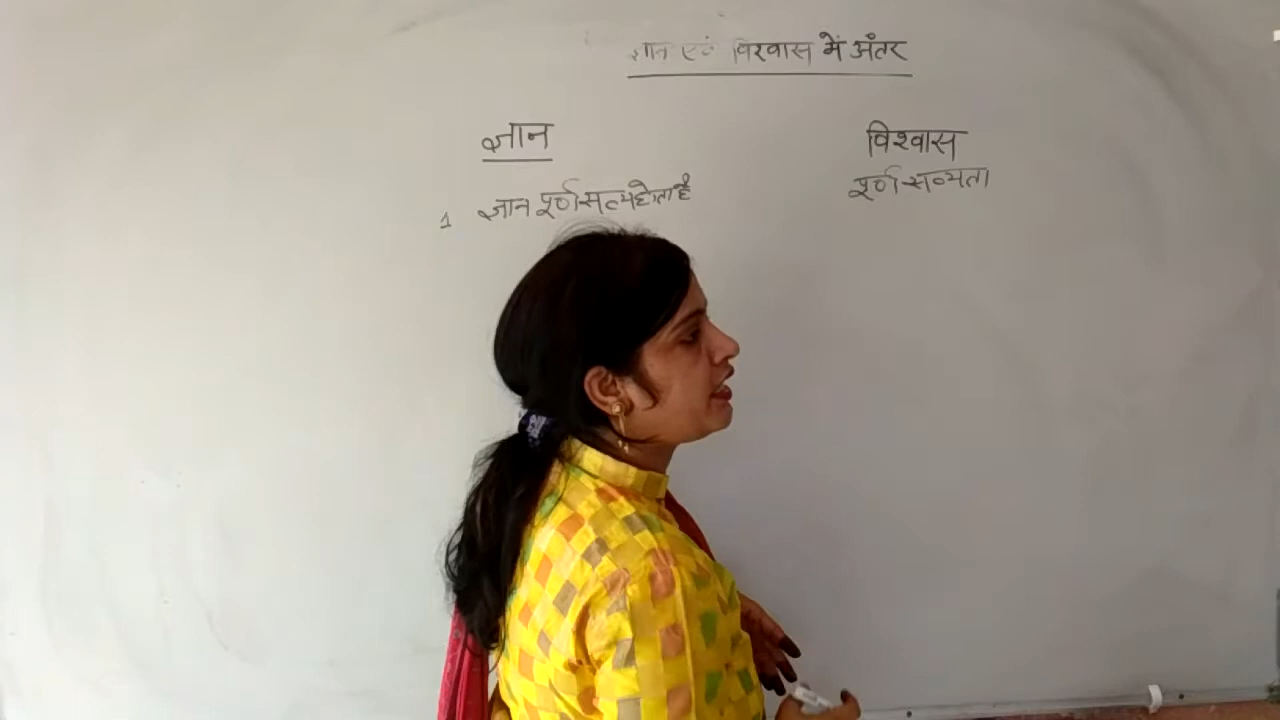 ज्ञान एवं विश्वास में अंतर
ज्ञान
विश्वास
1 ज्ञान पूर्ण सत्य होता है
पूर्ण सत्यता